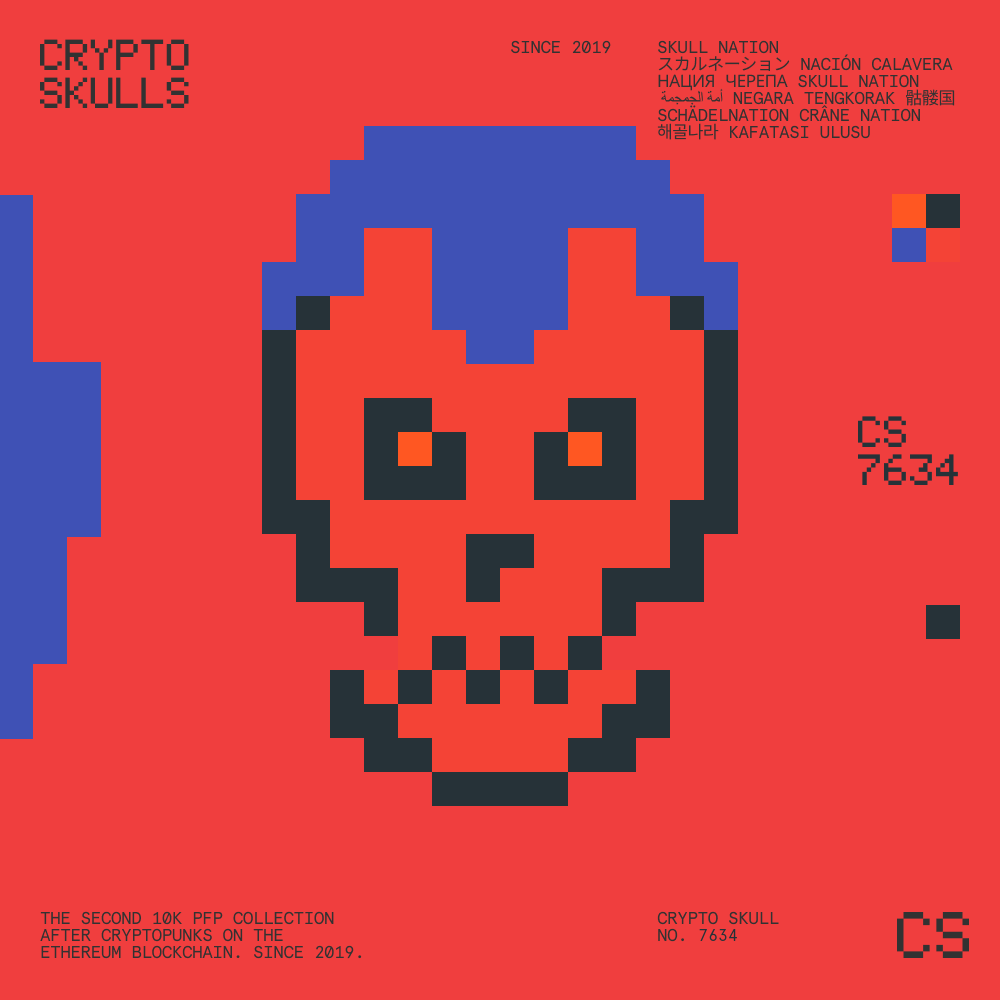 CRYPTO
SKULLS
SINCE 2019
SKULL NATION
スカルネーション NACIÓN CALAVERA
НАЦИЯ ЧЕРЕПА SKULL NATION
أمة الجمجمة NEGARA TENGKORAK 骷髅国
SCHÄDELNATION CRÂNE NATION
해골나라 KAFATASI ULUSU
CS
7634
THE SECOND 10K PFP COLLECTION
AFTER CRYPTOPUNKS ON THE
ETHEREUM BLOCKCHAIN. SINCE 2019.
CRYPTO SKULL
NO. 7634
CS